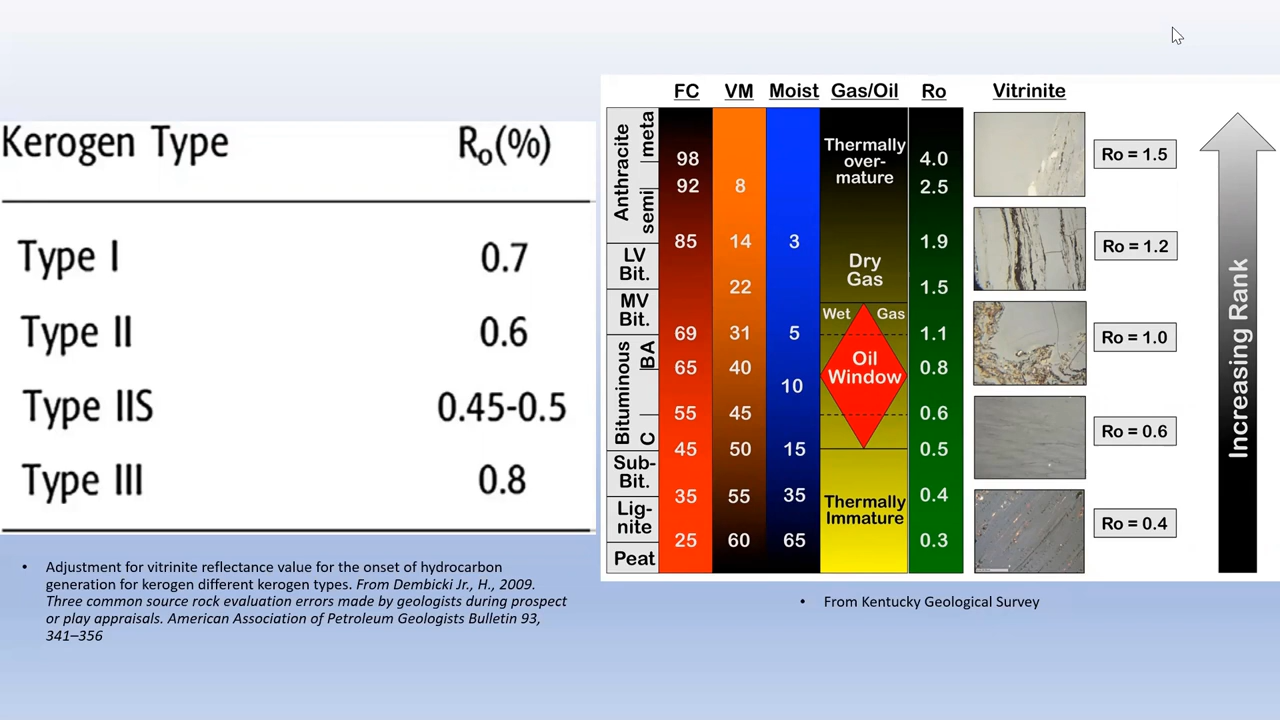 Kerogen Type Ro(%)
Type I 0.7
Type II 0.6
Type IIS 0.45-0.5
Type III 0.8
• Adjustment for vitrinite reflectance value for the onset of hydrocarbon
generation for kerogen different kerogen types. From Dembicki Jr., H., 2009.
Three common source rock evaluation errors made by geologists during prospect
or play appraisals. American Association of Petroleum Geologists Bulletin 93,
341–356
FC VM Moist Gas/Oil Ro Vitrinite
Anthracite
meta
semi
LV
Bit.
MV
Bit.
Bituminous
BA
C
Sub-
Bit.
Lig-
nite
Peat
98
92
85
69
65
55
45
35
25
8
14
22
31
40
45
50
55
60
3
5
10
15
35
65
Thermally
over-
mature
Dry
Gas
Wet Gas
Oil
Window
Thermally
Immature
4.0
2.5
1.9
1.5
1.1
0.8
0.6
0.5
0.4
0.3
Ro = 1.5
Ro = 1.2
Ro = 1.0
Ro = 0.6
Ro = 0.4
Increasing Rank
• From Kentucky Geological Survey